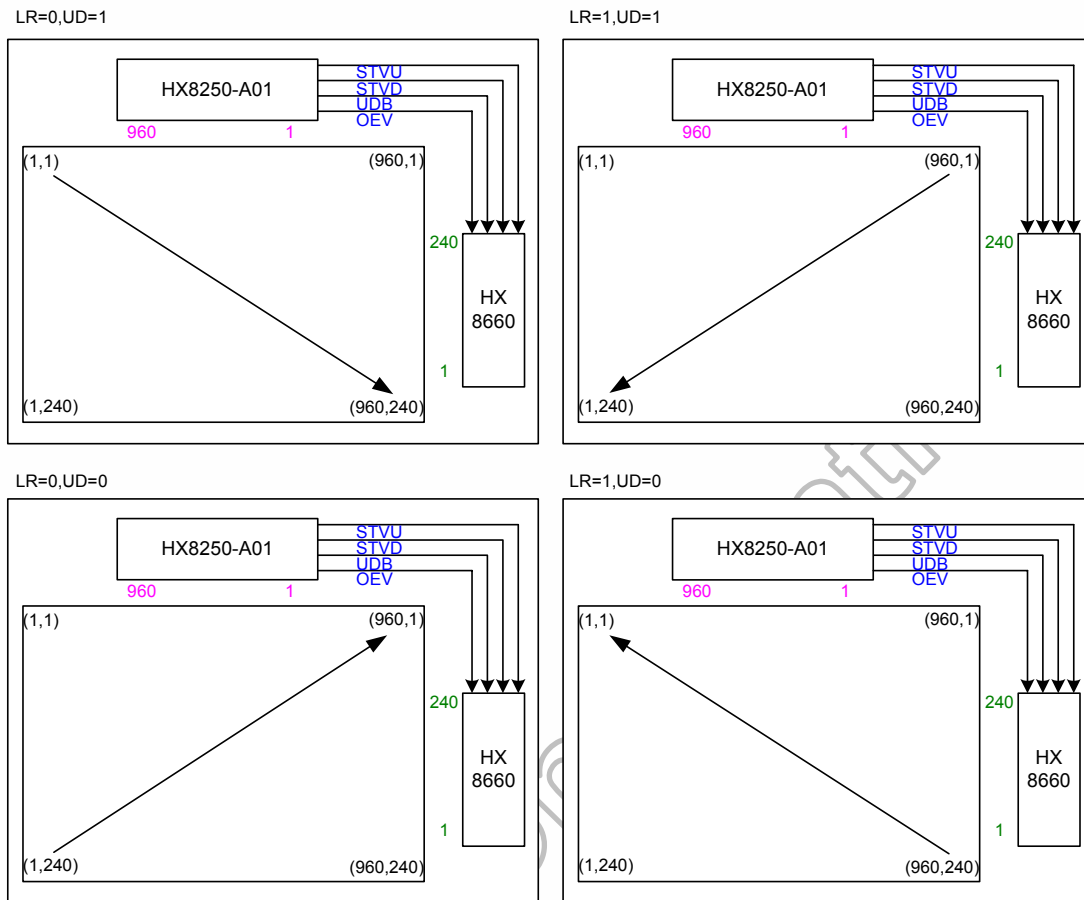 LR=0,UD=1
HX8250-A01
STVU
STVD
UDB
OEV
960 1
(1,1) (960,1)
240
HX
8660
1
(1,240) (960,240)
LR=1,UD=1
HX8250-A01
STVU
STVD
UDB
OEV
960 1
(1,1) (960,1)
240
HX
8660
1
(1,240) (960,240)
LR=0,UD=0
HX8250-A01
STVU
STVD
UDB
OEV
960 1
(1,1) (960,1)
240
HX
8660
1
(1,240) (960,240)
LR=1,UD=0
HX8250-A01
STVU
STVD
UDB
OEV
960 1
(1,1) (960,1)
240
HX
8660
1
(1,240) (960,240)